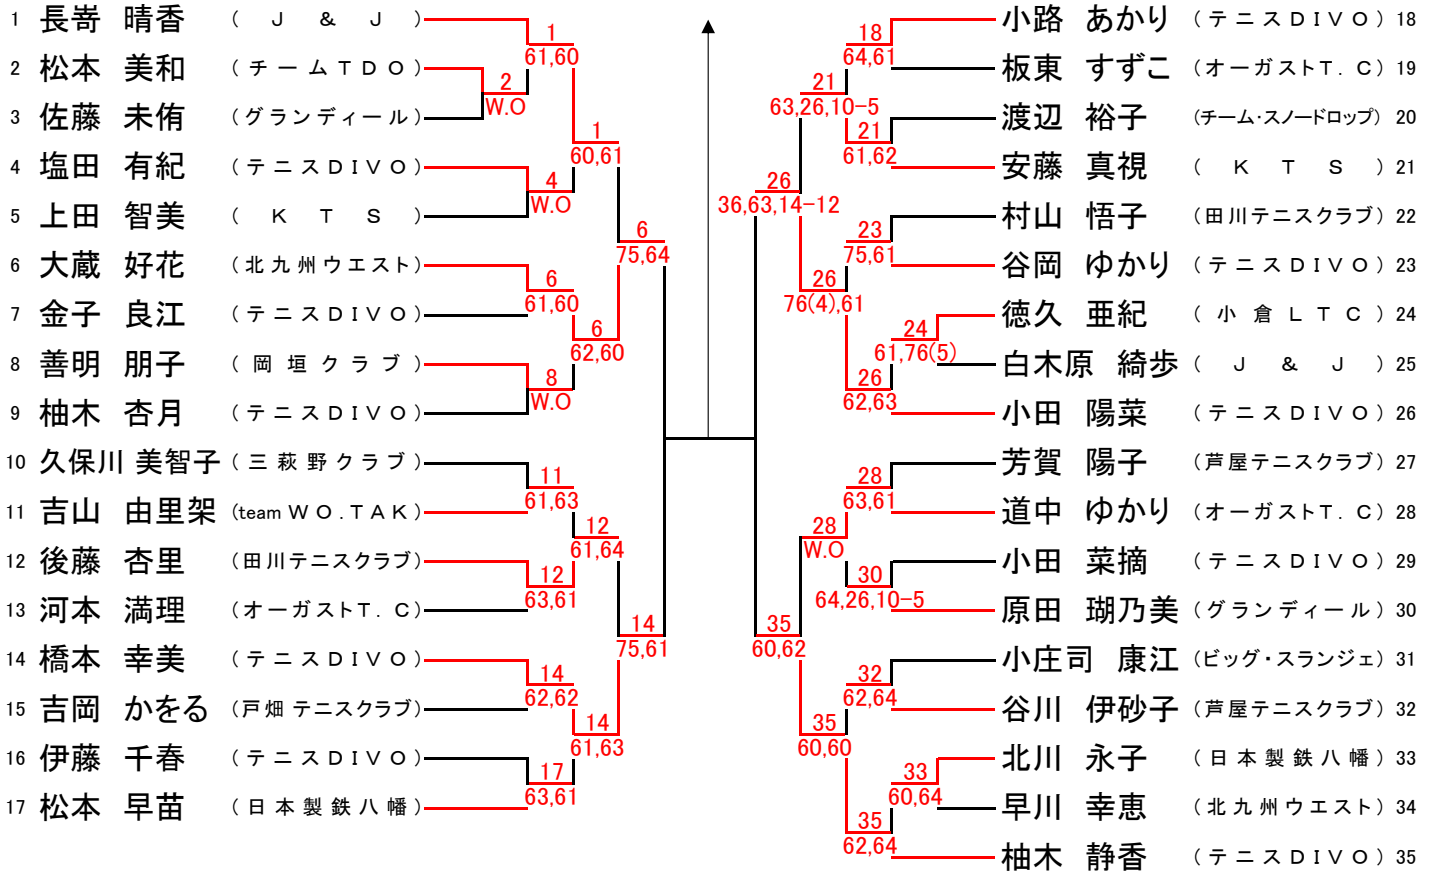 1 長嵜 晴香 ( J & J )
2 松本 美和 (チームTDO)
3 佐藤 未侑 (グランディール)
4 塩田 有紀 (テニスDIVO)
5 上田 智美 ( K T S )
6 大蔵 好花 (北九州ウエスト)
7 金子 良江 (テニスDIVO)
8 善明 朋子 (岡垣クラブ)
9 柚木 杏月 (テニスDIVO)
10 久保川 美智子 (三萩野クラブ)
11 吉山 由里架 (team WO.TAK)
12 後藤 杏里 (田川テニスクラブ)
13 河本 満理 (オーガストT.C)
14 橋本 幸美 (テニスDIVO)
15 吉岡 かをる (戸畑テニスクラブ)
16 伊藤 千春 (テニスDIVO)
17 松本 早苗 (日本製鉄八幡)
1
61,60
2
W.O
1
60,61
4
W.O
6
75,64
6
61,60
6
62,60
8
W.O
11
61,63
12
61,64
12
63,61
14
75,61
14
62,62
14
61,63
17
63,61
18
64,61
21
63,26,10-5
21
61,62
26
36,63,14-12
23
75,61
26
76(4),61
24
61,76(5)
26
62,63
28
63,61
28
W.O
30
64,26,10-5
35
60,62
32
62,64
35
60,60
33
60,64
35
62,64
小路 あかり (テニスDIVO) 18
板東 すずこ (オーガストT.C) 19
渡辺 裕子 (チーム・スノードロップ) 20
安藤 真視 ( K T S ) 21
村山 悟子 (田川テニスクラブ) 22
谷岡 ゆかり (テニスDIVO) 23
徳久 亜紀 (小倉LTC) 24
白木原 綺歩 ( J & J ) 25
小田 陽菜 (テニスDIVO) 26
芳賀 陽子 (芦屋テニスクラブ) 27
道中 ゆかり (オーガストT.C) 28
小田 菜摘 (テニスDIVO) 29
原田 瑚乃美 (グランディール) 30
小庄司 康江 (ビッグ・スランジェ) 31
谷川 伊砂子 (芦屋テニスクラブ) 32
北川 永子 (日本製鉄八幡) 33
早川 幸恵 (北九州ウエスト) 34
柚木 静香 (テニスDIVO) 35